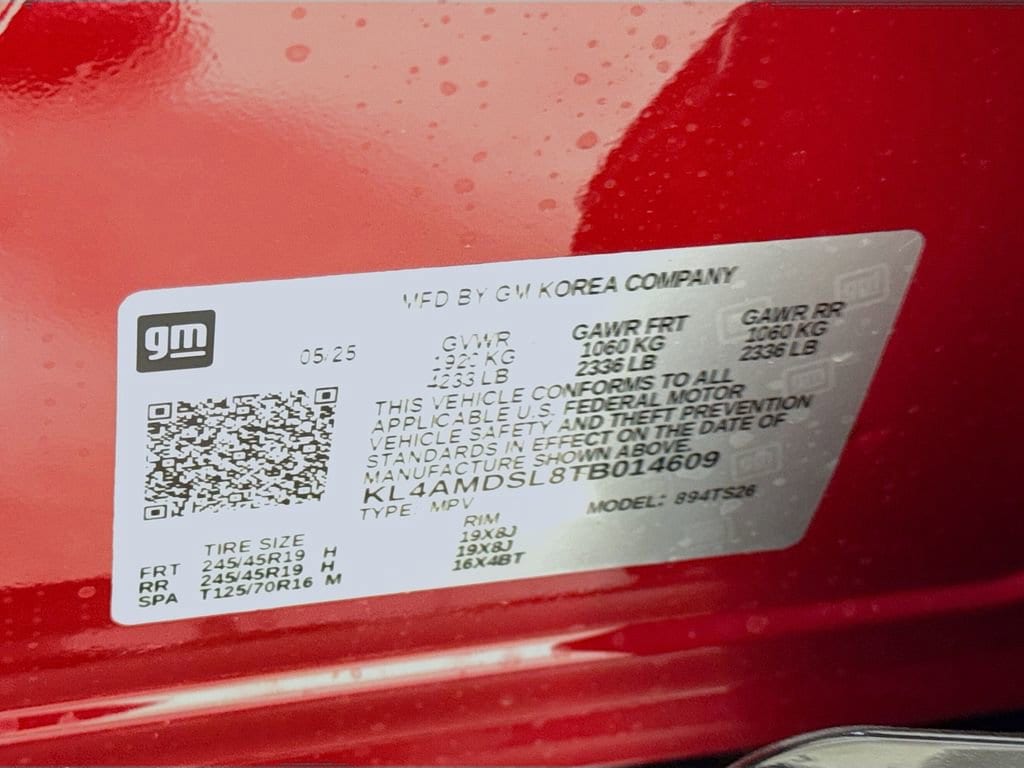 MFD BY GM KOREA COMPANY
gm
05/25
GVWR GAWR FRT GAWR RR
1920 KG 1060 KG 1060 KG
4233 LB 2336 LB 2336 LB
THIS VEHICLE CONFORMS TO ALL
APPLICABLE U.S. FEDERAL MOTOR
VEHICLE SAFETY AND THEFT PREVENTION
STANDARDS IN EFFECT ON THE DATE OF
MANUFACTURE SHOWN ABOVE.
KL4AMDSL8TB014609
TYPE: MPV MODEL: 894TS26
TIRE SIZE RIM
FRT 245/45R19 H 19X8J
RR 245/45R19 H 19X8J
SPA T125/70R16 M 16X4BT